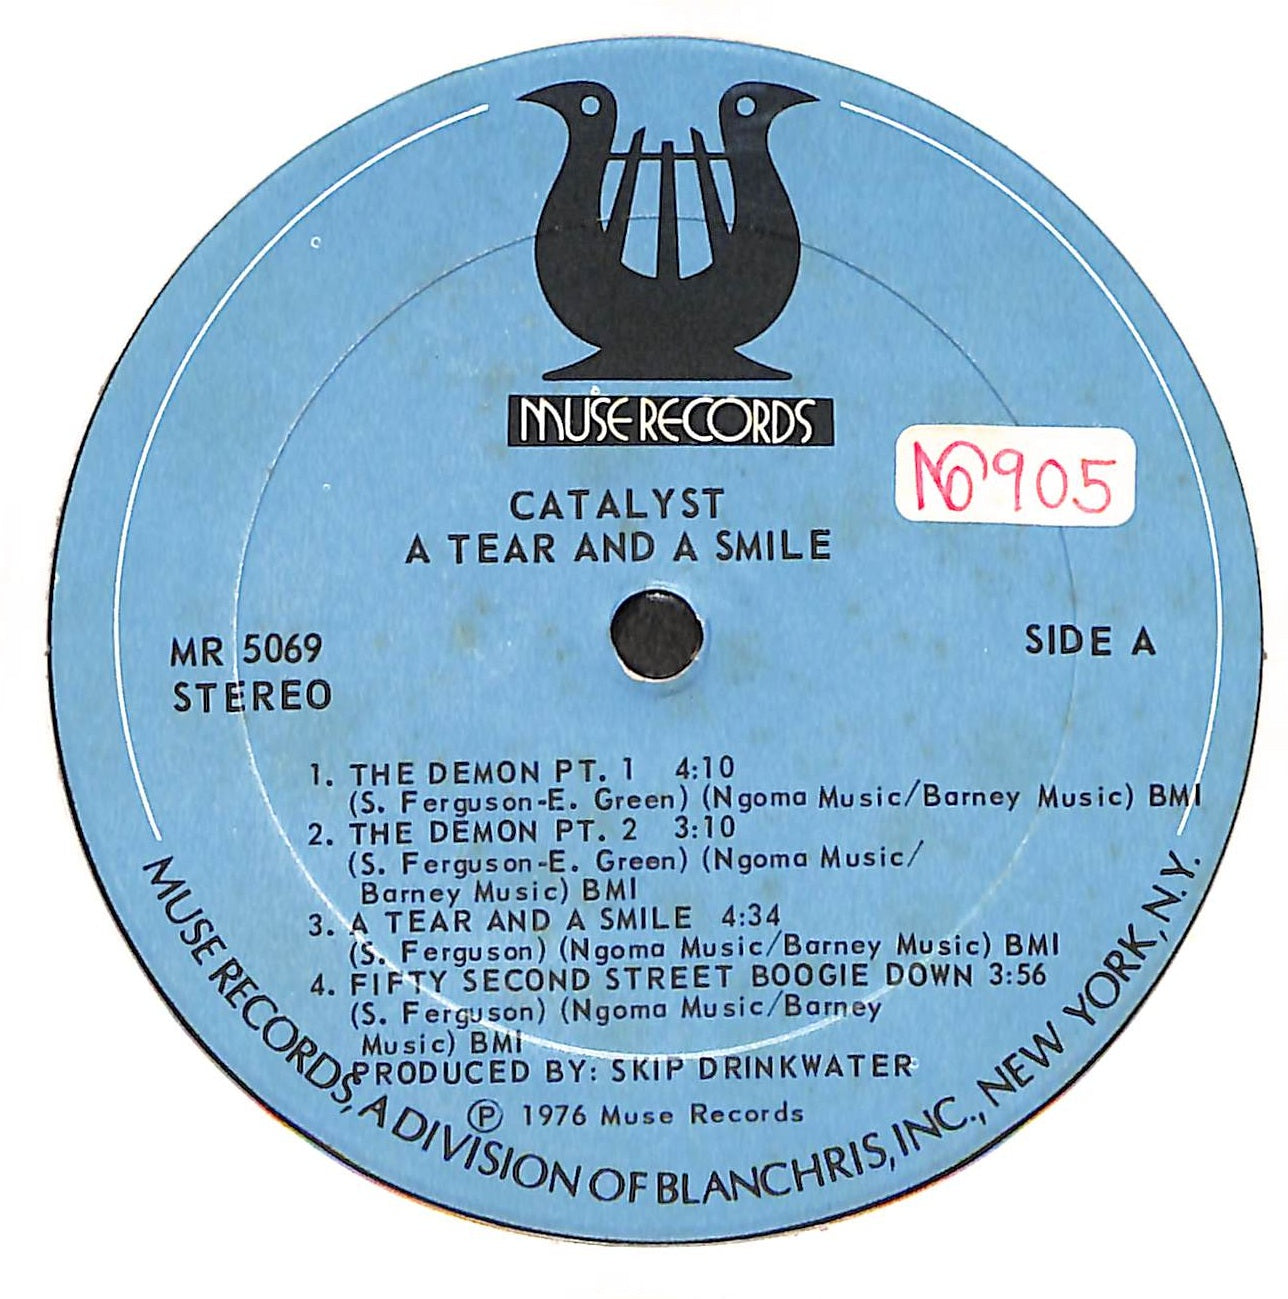 MUSE RECORDS
No 905
CATALYST
A TEAR AND A SMILE
MR 5069
STEREO
SIDE A
1. THE DEMON PT. 1 4:10
(S. Ferguson-E. Green) (Ngoma Music/Barney Music) BMI
2. THE DEMON PT. 2 3:10
(S. Ferguson-E. Green) (Ngoma Music/
Barney Music) BMI
3. A TEAR AND A SMILE 4:34
(S. Ferguson) (Ngoma Music/Barney Music) BMI
4. FIFTY SECOND STREET BOOGIE DOWN 3:56
(S. Ferguson) (Ngoma Music/Barney
Music) BMI
PRODUCED BY: SKIP DRINKWATER
Ⓟ 1976 Muse Records
MUSE RECORDS, A DIVISION OF BLANCHRIS, INC., NEW YORK, N.Y.